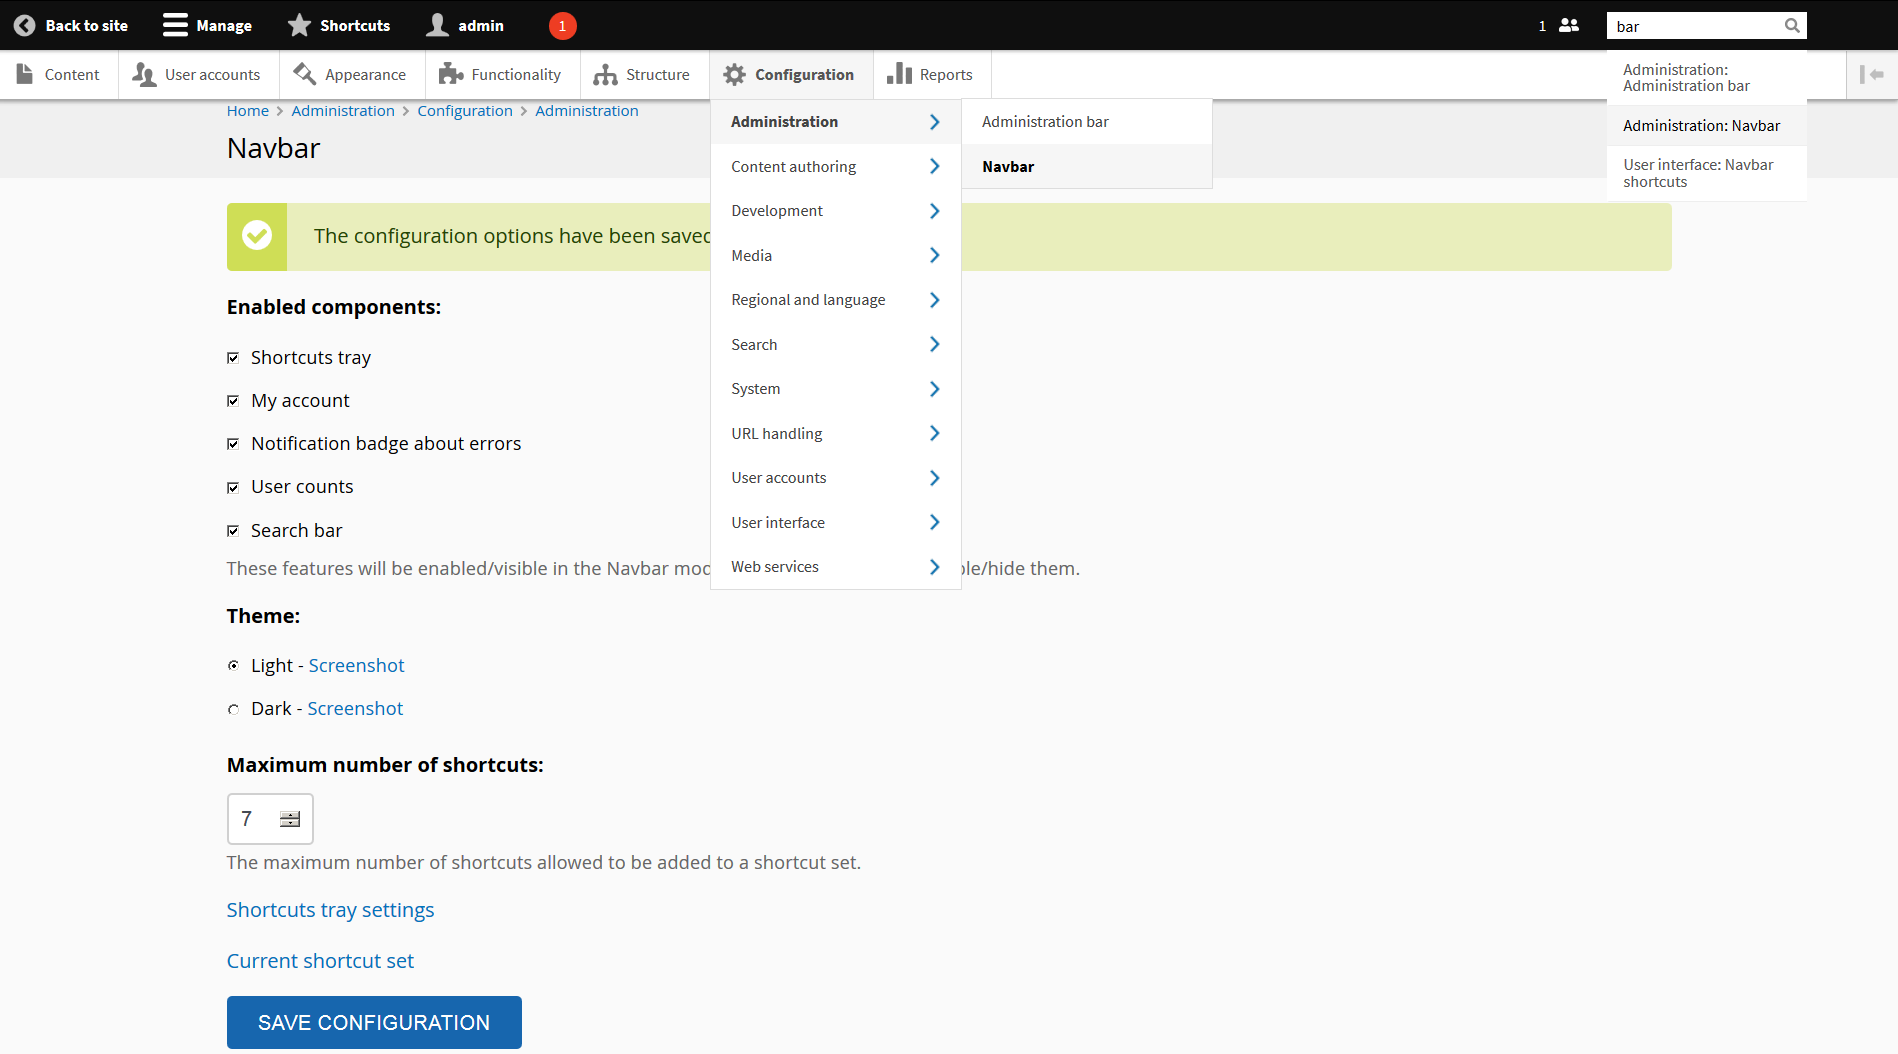 Back to site
Manage
Shortcuts
admin
1
1
bar
Content
User accounts
Appearance
Functionality
Structure
Configuration
Reports
Administration:
Administration bar
Administration: Navbar
User interface: Navbar
shortcuts
Home
Administration
Configuration
Administration
Navbar
Administration
Content authoring
Development
Media
Regional and language
Search
System
URL handling
User accounts
User interface
Web services
Administration bar
Navbar
The configuration options have been saved
Enabled components:
Shortcuts tray
My account
Notification badge about errors
User counts
Search bar
These features will be enabled/visible in the Navbar mod le/hide them.
Theme:
Light - Screenshot
Dark - Screenshot
Maximum number of shortcuts:
7
The maximum number of shortcuts allowed to be added to a shortcut set.
Shortcuts tray settings
Current shortcut set
SAVE CONFIGURATION